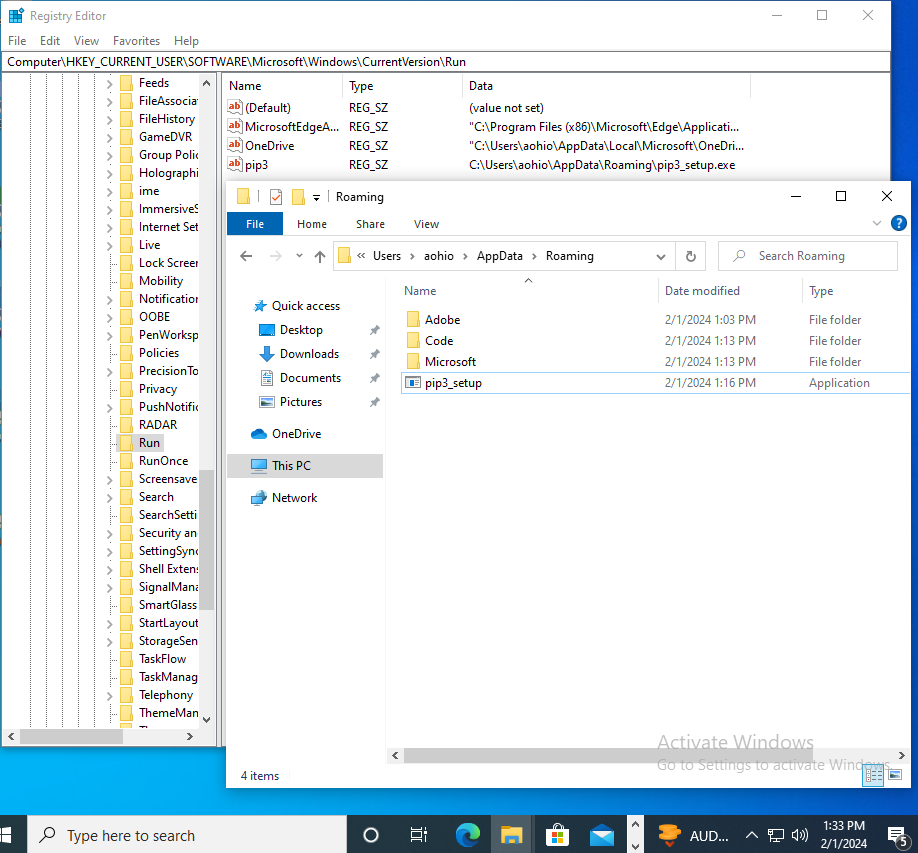 Registry Editor
File Edit View Favorites Help
Computer\HKEY_CURRENT_USER\SOFTWARE\Microsoft\Windows\CurrentVersion\Run
Feeds
FileAssocia
FileHistory
GameDVR
Group Polic
Holographi
ime
ImmersiveS
Internet Set
Live
Lock Screen
Mobility
Notification
OOBE
PenWorksp
Policies
PrecisionTo
Privacy
PushNotific
RADAR
Run
RunOnce
Screensave
Search
SearchSetti
Security an
SettingSync
Shell Extens
SignalMana
SmartGlass
StartLayout
StorageSen
TaskFlow
TaskManag
Telephony
ThemeMan
Name Type Data
(Default) REG_SZ (value not set)
MicrosoftEdgeA... REG_SZ "C:\Program Files (x86)\Microsoft\Edge\Applicati...
OneDrive REG_SZ "C:\Users\aohio\AppData\Local\Microsoft\OneDri...
pip3 REG_SZ C:\Users\aohio\AppData\Roaming\pip3_setup.exe
Roaming
File Home Share View
« Users › aohio › AppData › Roaming
Search Roaming
Quick access
Desktop
Downloads
Documents
Pictures
OneDrive
This PC
Network
Name Date modified Type
Adobe 2/1/2024 1:03 PM File folder
Code 2/1/2024 1:13 PM File folder
Microsoft 2/1/2024 1:13 PM File folder
pip3_setup 2/1/2024 1:16 PM Application
Activate Windows
Go to Settings to activate Windows.
4 items
Type here to search
AUD...
1:33 PM
2/1/2024
5